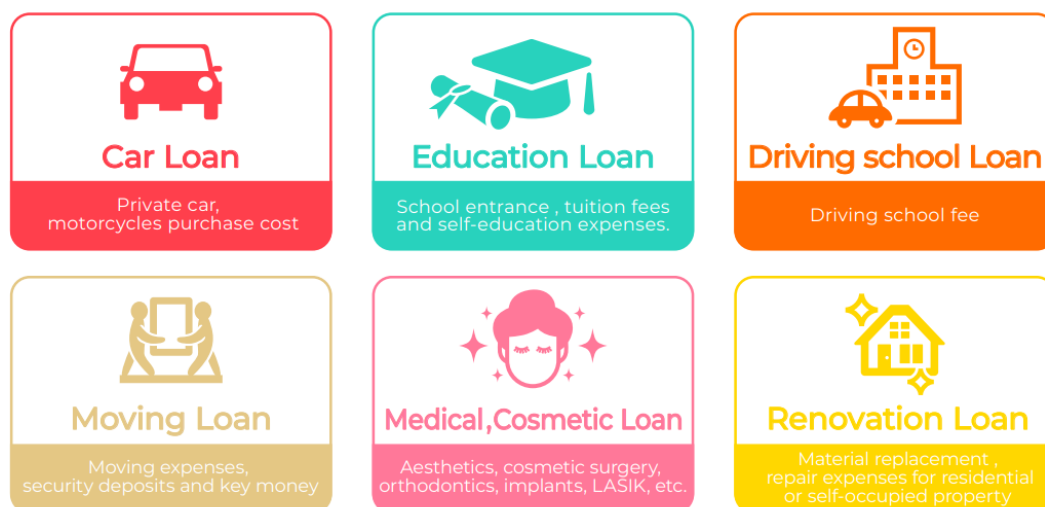 Car Loan
Private car,
motorcycles purchase cost
Education Loan
School entrance , tuition fees
and self-education expenses.
Driving school Loan
Driving school fee
Moving Loan
Moving expenses,
security deposits and key money
Medical,Cosmetic Loan
Aesthetics, cosmetic surgery,
orthodontics, implants, LASIK, etc.
Renovation Loan
Material replacement ,
repair expenses for residential
or self-occupied property